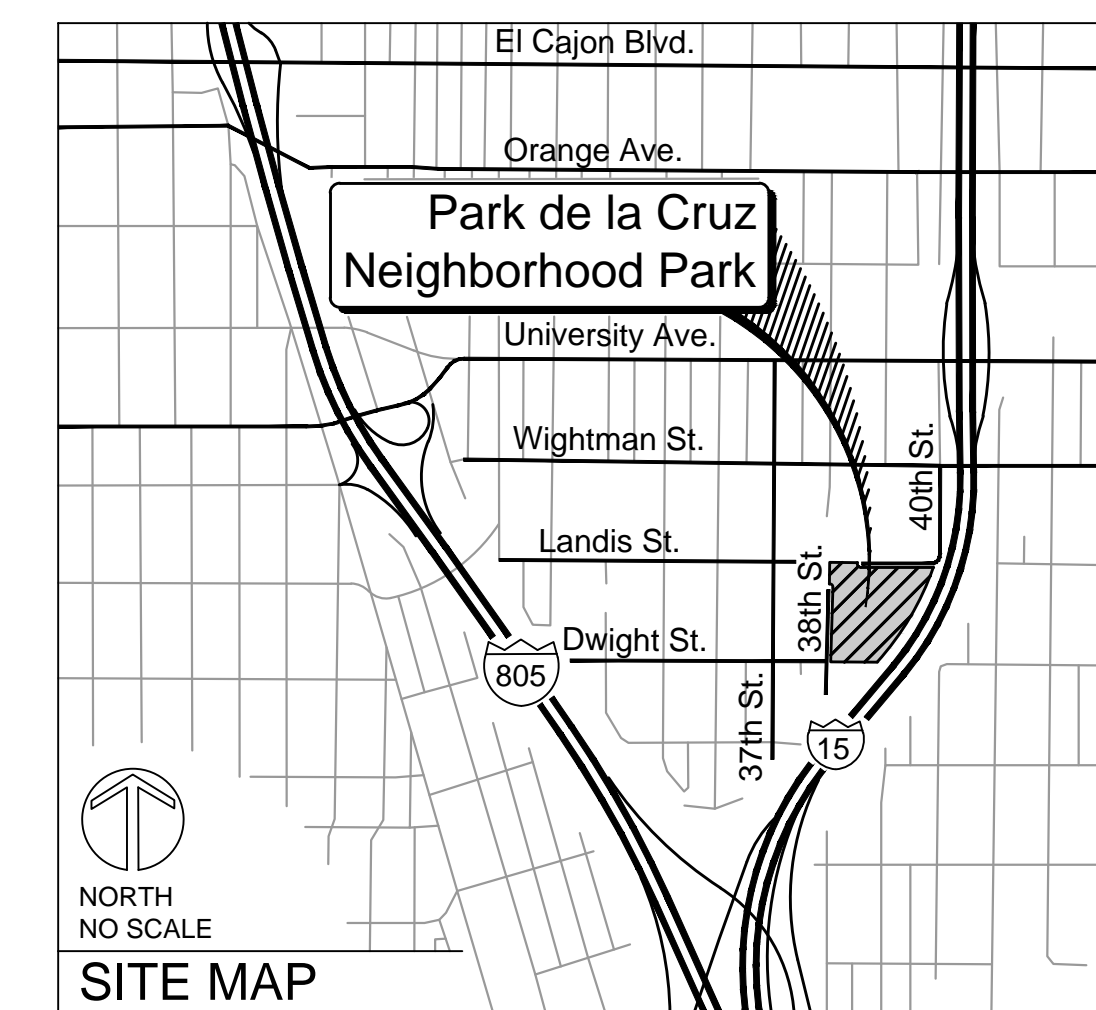 El Cajon Blvd.
Orange Ave.
Park de la Cruz
Neighborhood Park
University Ave.
Wightman St.
40th St.
Landis St.
38th St.
Dwight St.
805
37th St.
15
NORTH
NO SCALE
SITE MAP